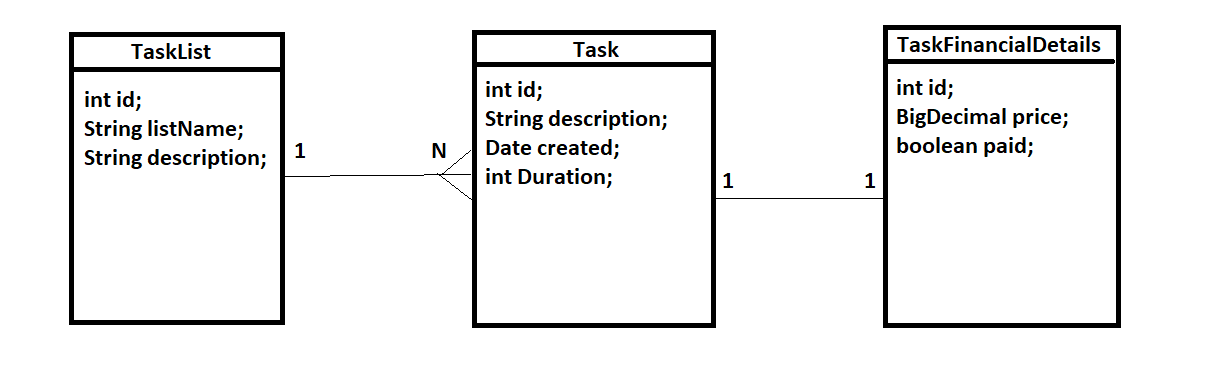 TaskList
int id;
String listName;
String description;
1
N
Task
int id;
String description;
Date created;
int Duration;
1
1
TaskFinancialDetails
int id;
BigDecimal price;
boolean paid;